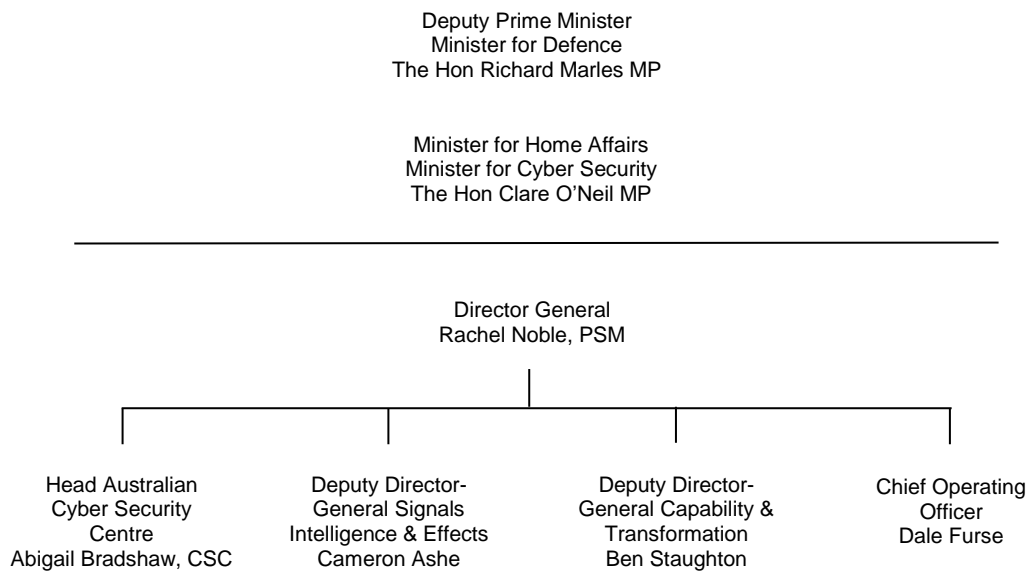 Deputy Prime Minister
Minister for Defence
The Hon Richard Marles MP
Minister for Home Affairs
Minister for Cyber Security
The Hon Clare O’Neil MP
Director General
Rachel Noble, PSM
Head Australian
Cyber Security
Centre
Abigail Bradshaw, CSC
Deputy Director-
General Signals
Intelligence & Effects
Cameron Ashe
Deputy Director-
General Capability &
Transformation
Ben Staughton
Chief Operating
Officer
Dale Furse